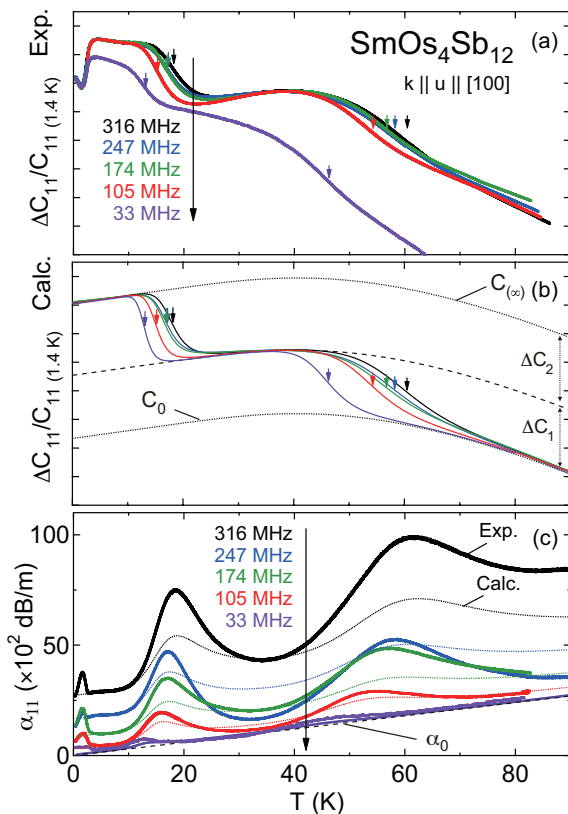 Exp.
SmOs4Sb12
(a)
k || u || [100]
ΔC11/C11 (1.4 K)
316 MHz
247 MHz
174 MHz
105 MHz
33 MHz
Calc.
(b)
C(∞)
ΔC11/C11 (1.4 K)
ΔC2
C0
ΔC1
100
316 MHz
247 MHz
174 MHz
105 MHz
33 MHz
Exp.
(c)
Calc.
50
α11 (×10² dB/m)
α0
0
0 20 40 60 80
T (K)